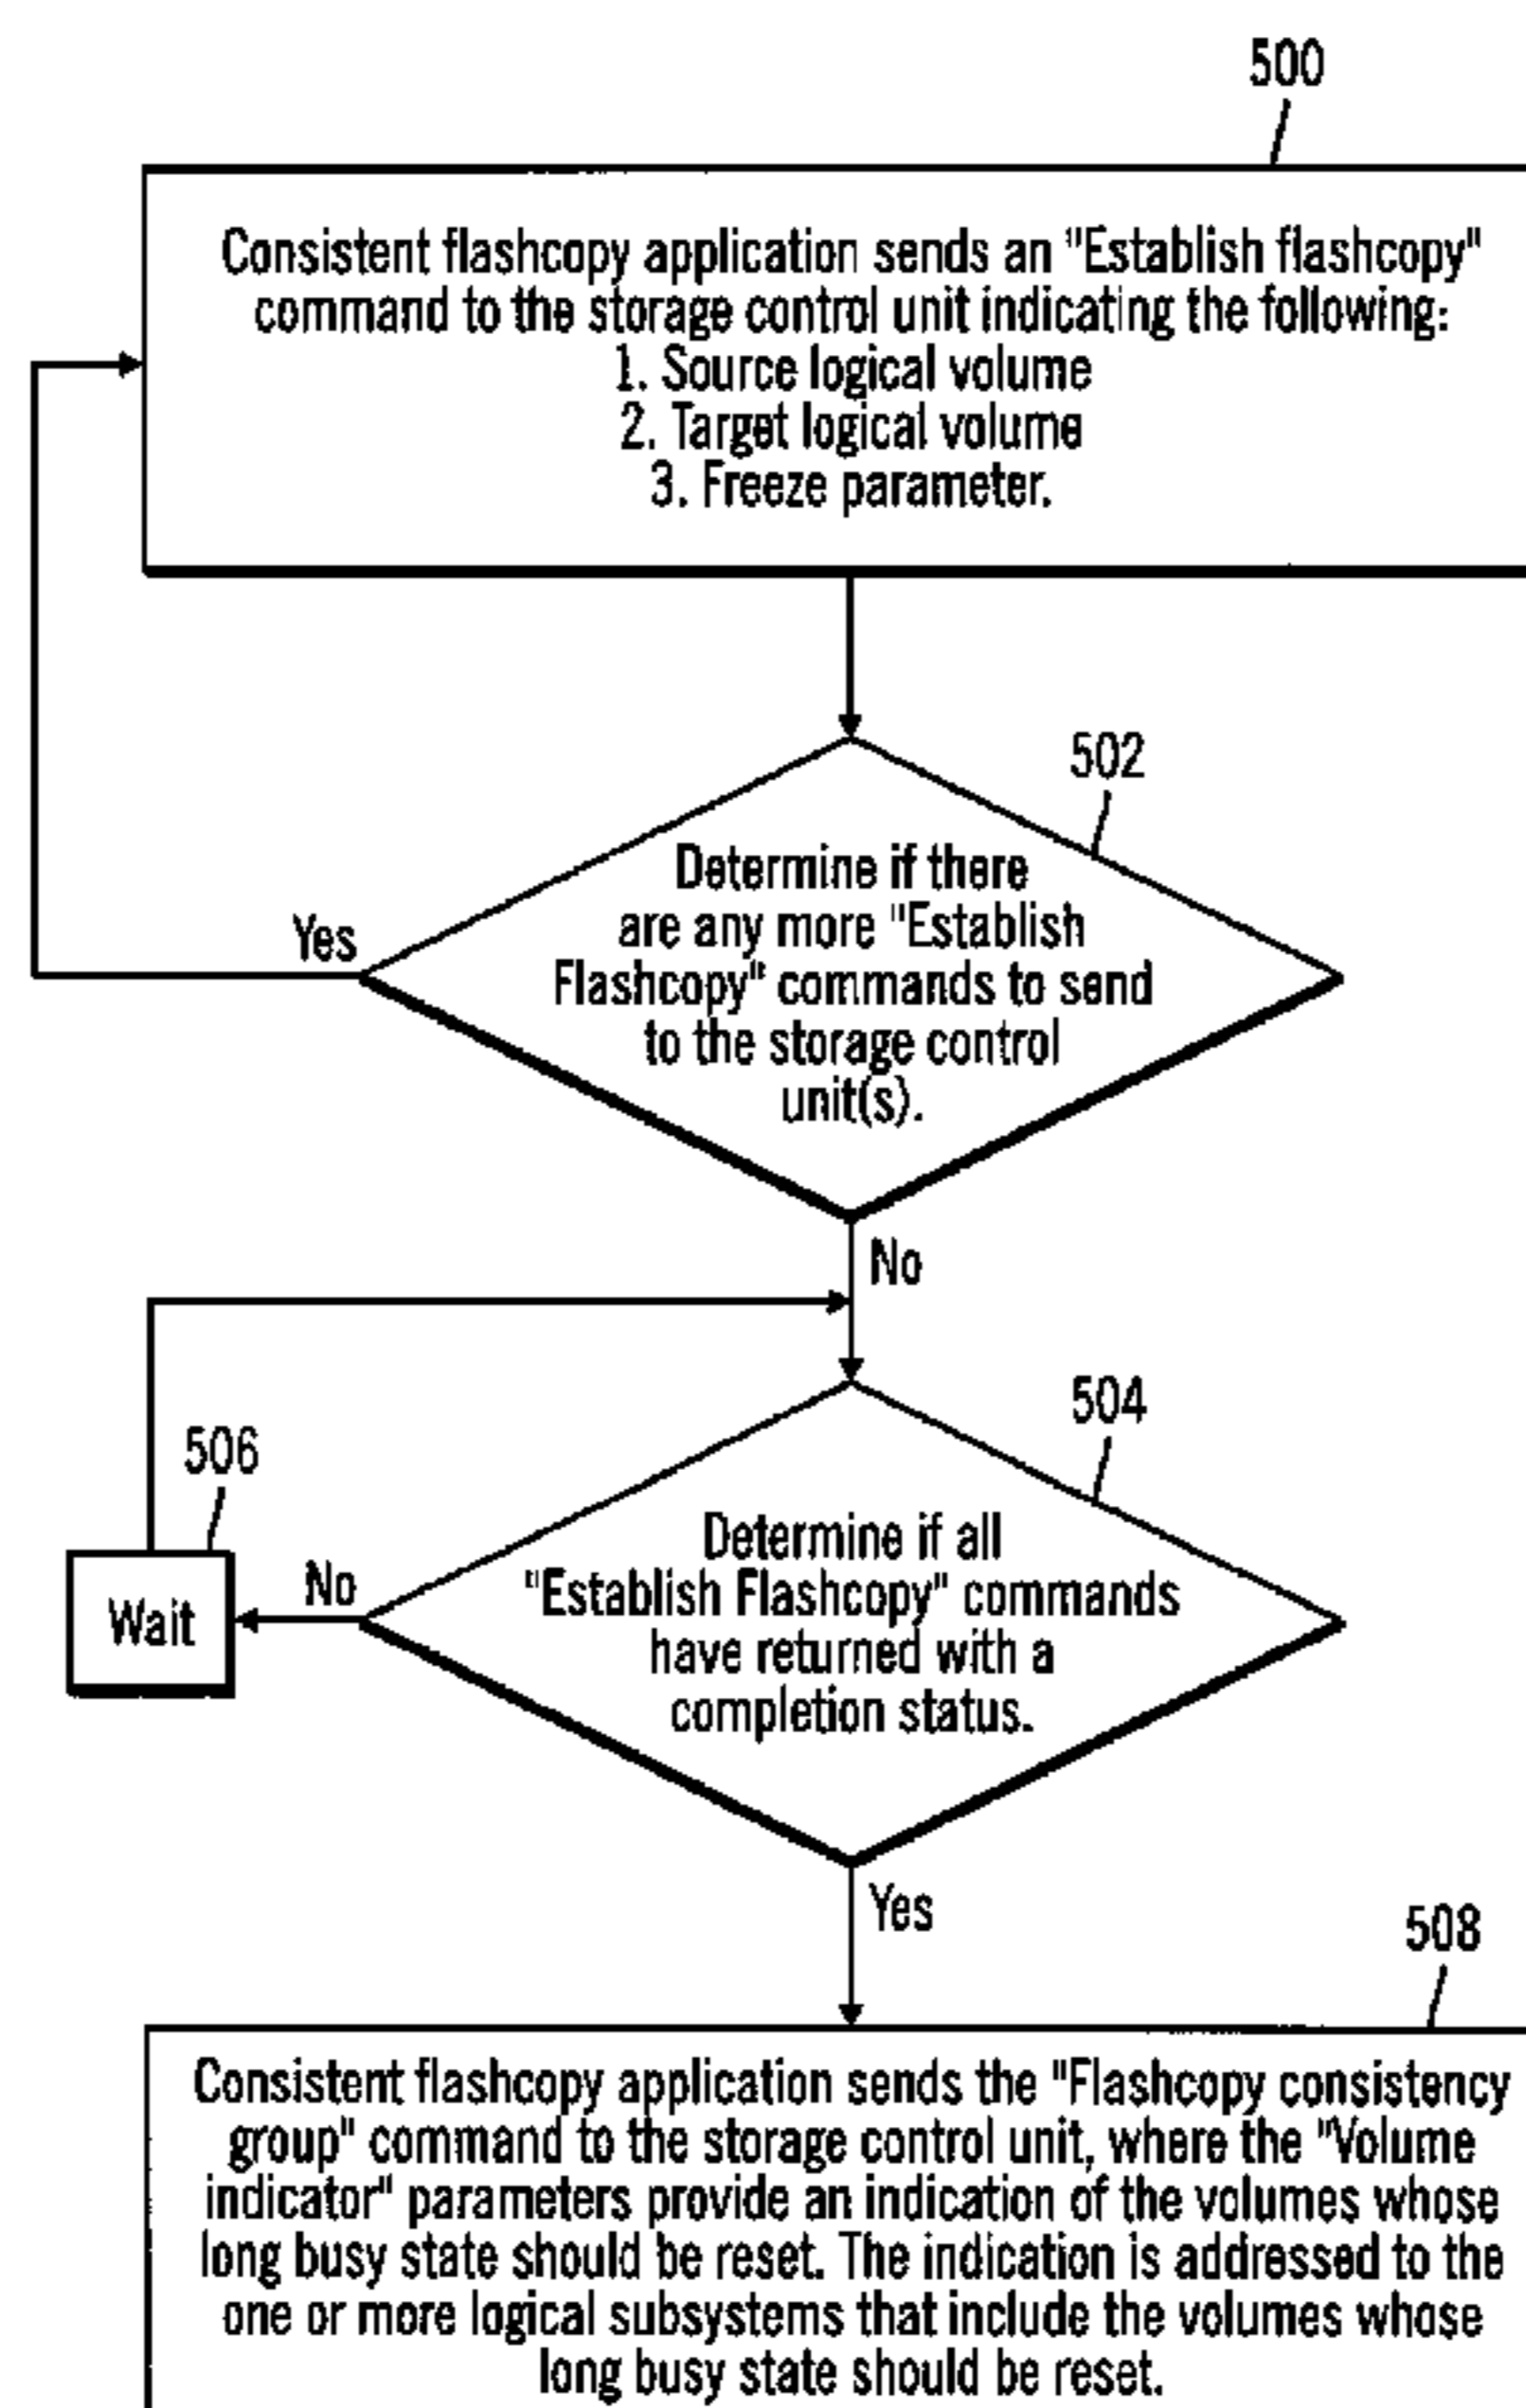 500
Consistent flashcopy application sends an "Establish flashcopy"
command to the storage control unit indicating the following:
1. Source logical volume
2. Target logical volume
3. Freeze parameter.
502
Determine if there
are any more "Establish
Flashcopy" commands to send
to the storage control
unit(s).
Yes
No
504
506
Determine if all
"Establish Flashcopy" commands
have returned with a
completion status.
No
Wait
Yes
508
Consistent flashcopy application sends the "Flashcopy consistency
group" command to the storage control unit, where the "Volume
indicator" parameters provide an indication of the volumes whose
long busy state should be reset. The indication is addressed to the
one or more logical subsystems that include the volumes whose
long busy state should be reset.